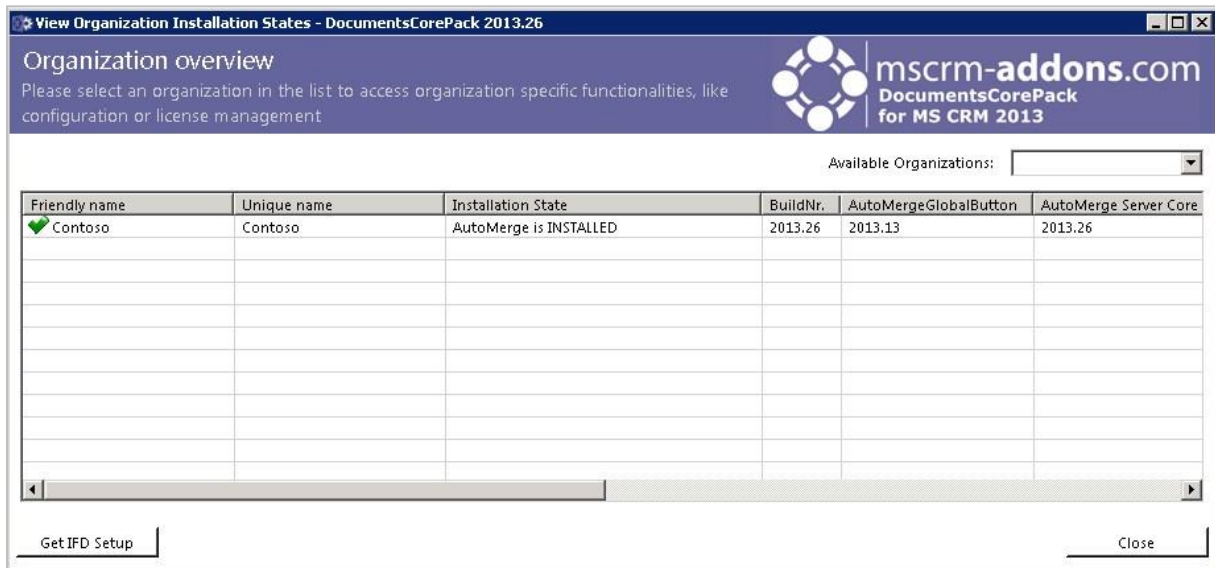 View Organization Installation States - DocumentsCorePack 2013.26
Organization overview
Please select an organization in the list to access organization specific functionalities, like
configuration or license management
mscrm-addons.com
DocumentsCorePack
for MS CRM 2013
Available Organizations:
Friendly name Unique name Installation State BuildNr. AutoMergeGlobalButton AutoMerge Server Core
Contoso Contoso AutoMerge is INSTALLED 2013.26 2013.13 2013.26
Get IFD Setup Close